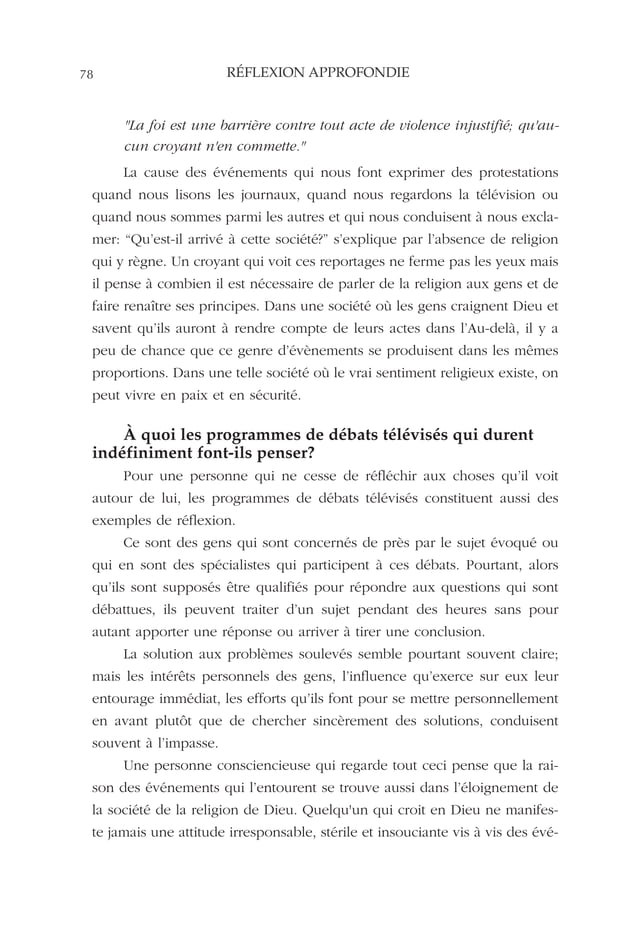 78
RÉFLEXION APPROFONDIE
"La foi est une barrière contre tout acte de violence injustifié; qu'au-
cun croyant n'en commette."
La cause des événements qui nous font exprimer des protestations
quand nous lisons les journaux, quand nous regardons la télévision ou
quand nous sommes parmi les autres et qui nous conduisent à nous excla-
mer: “Qu’est-il arrivé à cette société?” s’explique par l’absence de religion
qui y règne. Un croyant qui voit ces reportages ne ferme pas les yeux mais
il pense à combien il est nécessaire de parler de la religion aux gens et de
faire renaître ses principes. Dans une société où les gens craignent Dieu et
savent qu’ils auront à rendre compte de leurs actes dans l’Au-delà, il y a
peu de chance que ce genre d’évènements se produisent dans les mêmes
proportions. Dans une telle société où le vrai sentiment religieux existe, on
peut vivre en paix et en sécurité.
À quoi les programmes de débats télévisés qui durent
indéfiniment font-ils penser?
Pour une personne qui ne cesse de réfléchir aux choses qu’il voit
autour de lui, les programmes de débats télévisés constituent aussi des
exemples de réflexion.
Ce sont des gens qui sont concernés de près par le sujet évoqué ou
qui en sont des spécialistes qui participent à ces débats. Pourtant, alors
qu’ils sont supposés être qualifiés pour répondre aux questions qui sont
débattues, ils peuvent traiter d’un sujet pendant des heures sans pour
autant apporter une réponse ou arriver à tirer une conclusion.
La solution aux problèmes soulevés semble pourtant souvent claire;
mais les intérêts personnels des gens, l’influence qu’exerce sur eux leur
entourage immédiat, les efforts qu’ils font pour se mettre personnellement
en avant plutôt que de chercher sincèrement des solutions, conduisent
souvent à l’impasse.
Une personne consciencieuse qui regarde tout ceci pense que la rai-
son des événements qui l’entourent se trouve aussi dans l’éloignement de
la société de la religion de Dieu. Quelqu'un qui croit en Dieu ne manifes-
te jamais une attitude irresponsable, stérile et insouciante vis à vis des évé-